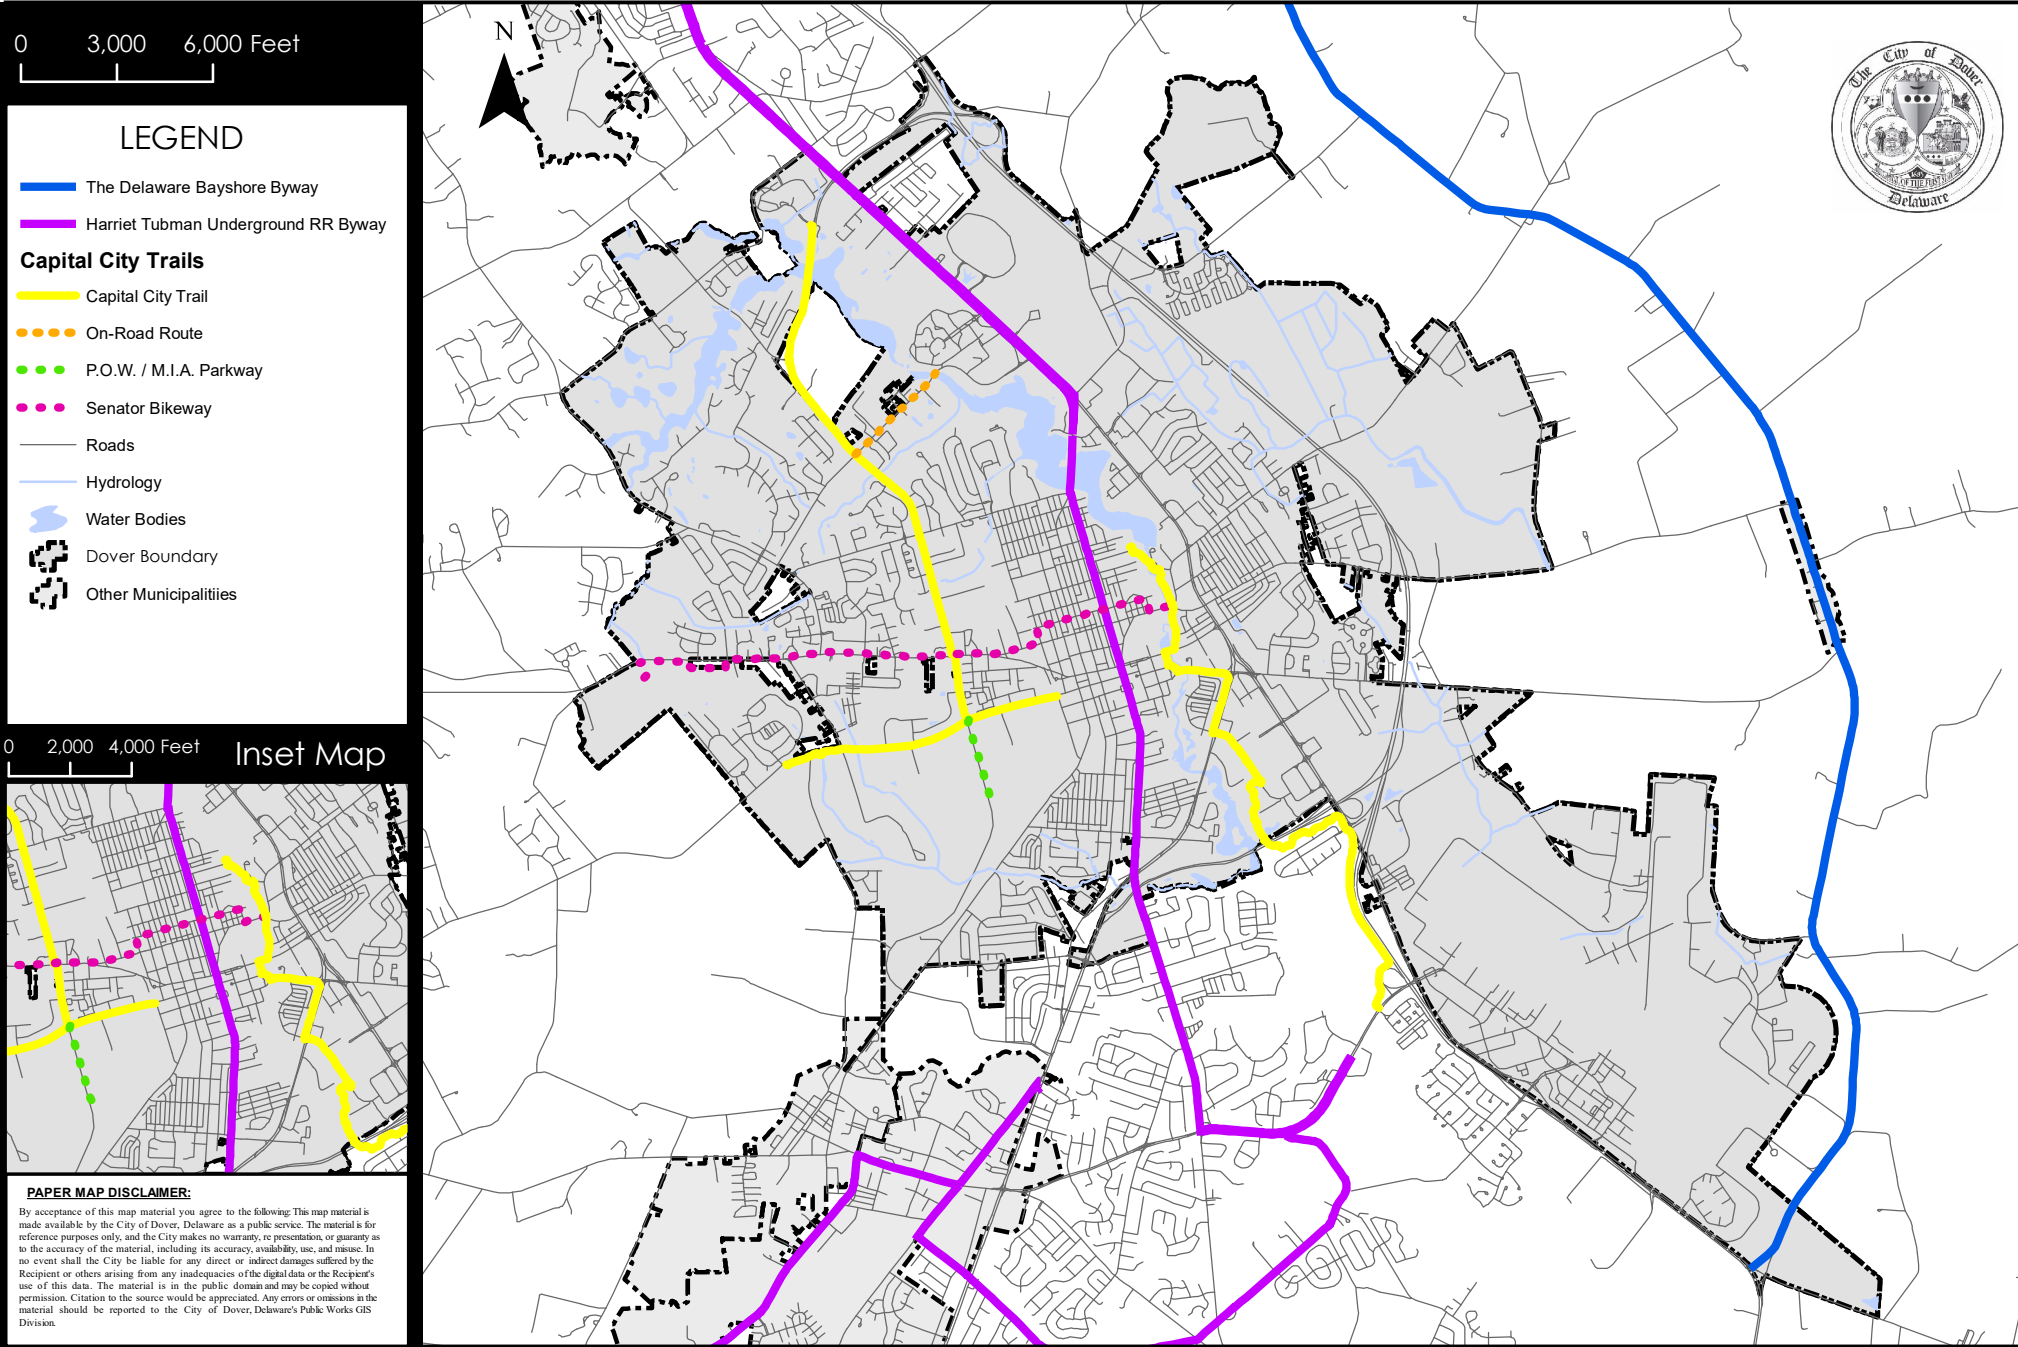 0 3,000 6,000 Feet
LEGEND
The Delaware Bayshore Byway
Harriet Tubman Underground RR Byway
Capital City Trails
Capital City Trail
On-Road Route
P.O.W. / M.I.A. Parkway
Senator Bikeway
Roads
Hydrology
Water Bodies
Dover Boundary
Other Municipalitiies
0 2,000 4,000 Feet
Inset Map
PAPER MAP DISCLAIMER:
By acceptance of this map material you agree to the following: This map material is
made available by the City of Dover, Delaware as a public service. The material is for
reference purposes only, and the City makes no warranty, re presentation, or guaranty as
to the accuracy of the material, including its accuracy, availability, use, and misuse. In
no event shall the City be liable for any direct or indirect damages suffered by the
Recipient or others arising from any inadequacies of the digital data or the Recipient's
use of this data. The material is in the public domain and may be copied without
permission. Citation to the source would be appreciated. Any errors or omissions in the
material should be reported to the City of Dover, Delaware's Public Works GIS
Division.
N
The City of Dover
Delaware